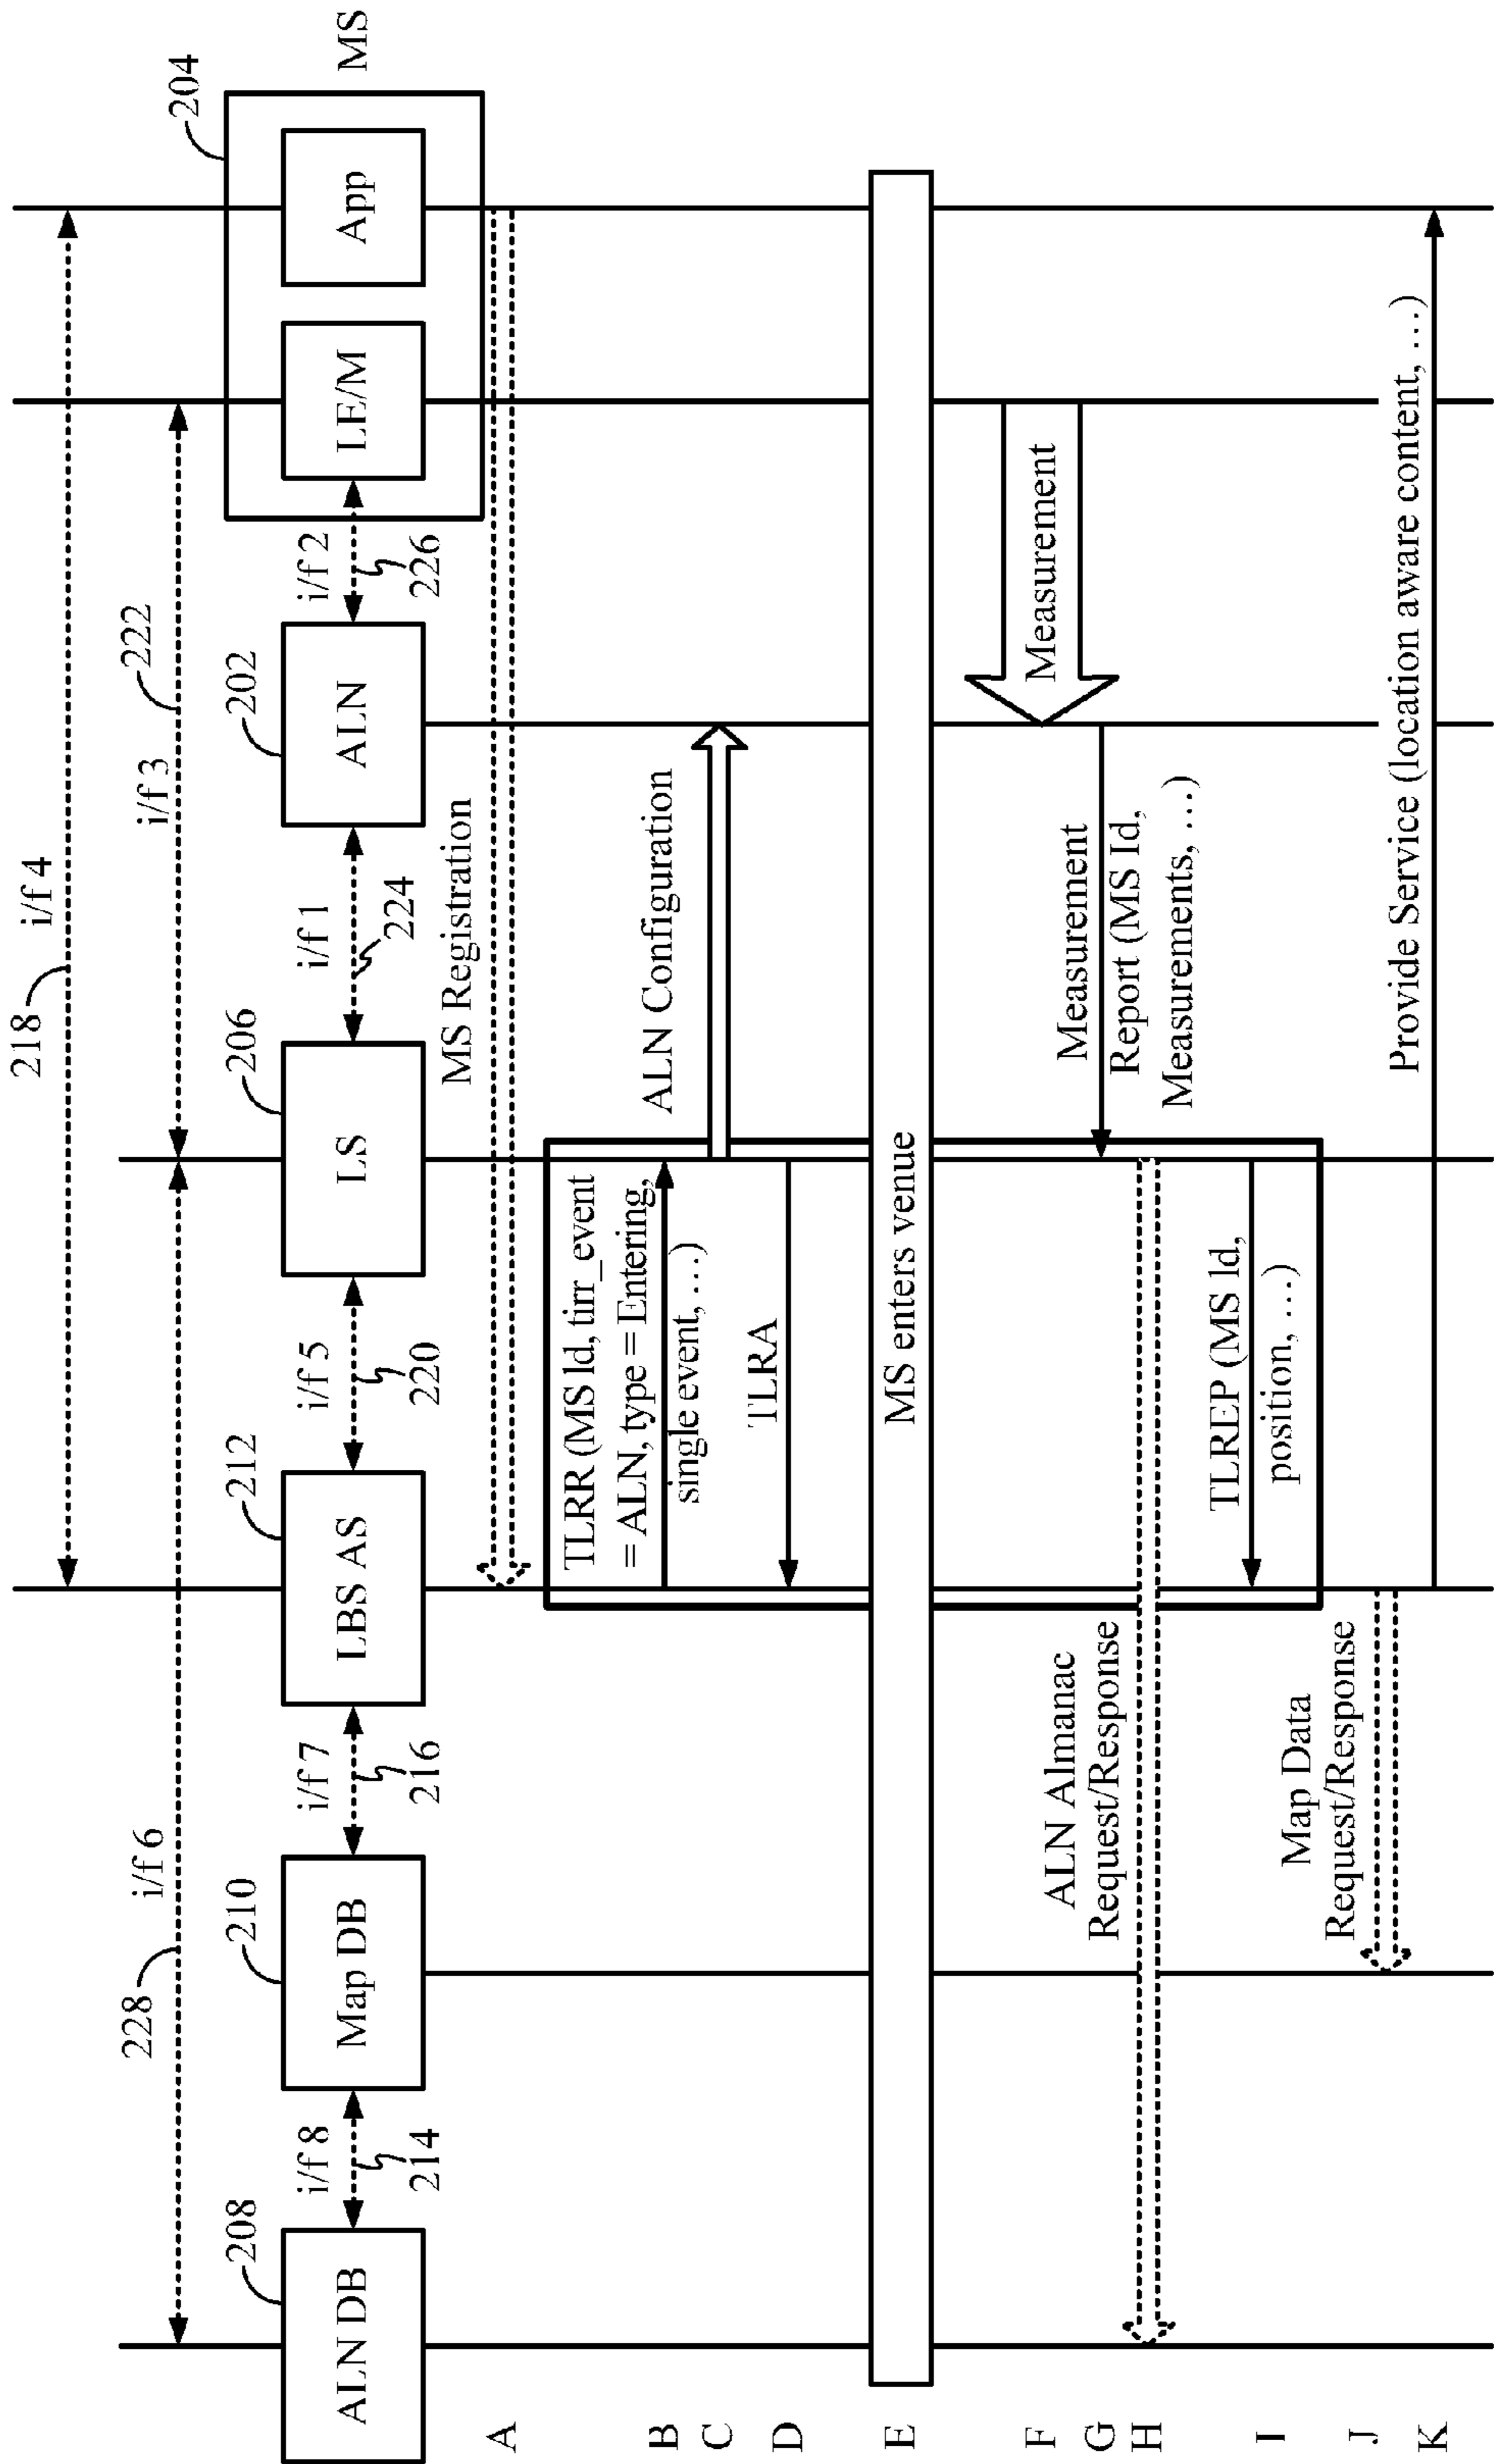 218
i/f 4
228
i/f 6
222
i/f 3
208
210
212
206
202
204
ALN DB
i/f 8
214
Map DB
i/f 7
216
LBS AS
i/f 5
220
LS
i/f 1
224
ALN
i/f 2
226
LE/M
App
MS
A
MS Registration
B
TLRR (MS Id, tirr_event
= ALN, type = Entering,
single event, …)
C
ALN Configuration
D
TLRA
E
MS enters venue
F
Measurement
G
Measurement
Report (MS Id,
Measurements, …)
H
ALN Almanac
Request/Response
I
TLREP (MS Id,
position, …)
J
Map Data
Request/Response
K
Provide Service (location aware content, …)